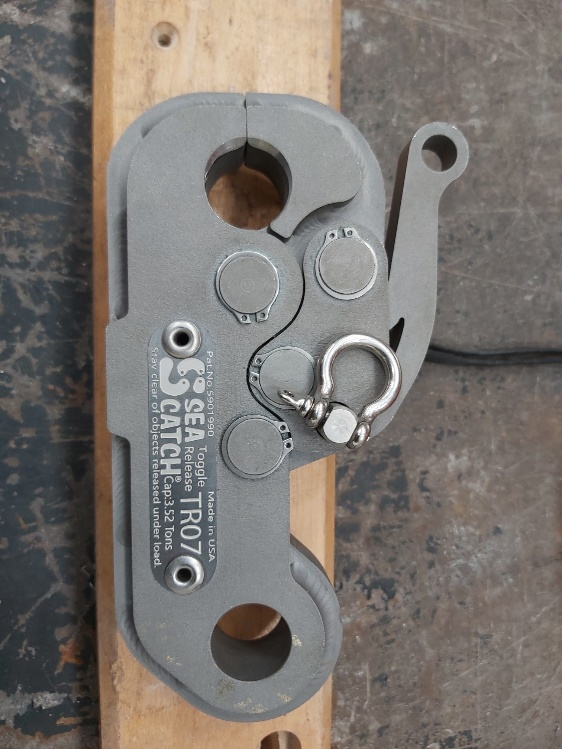 Pat.No 5901990 Made in USA
SEA Toggle
CATCH® Release TR07
Cap:3.52 Tons
Stay clear of objects released under load.